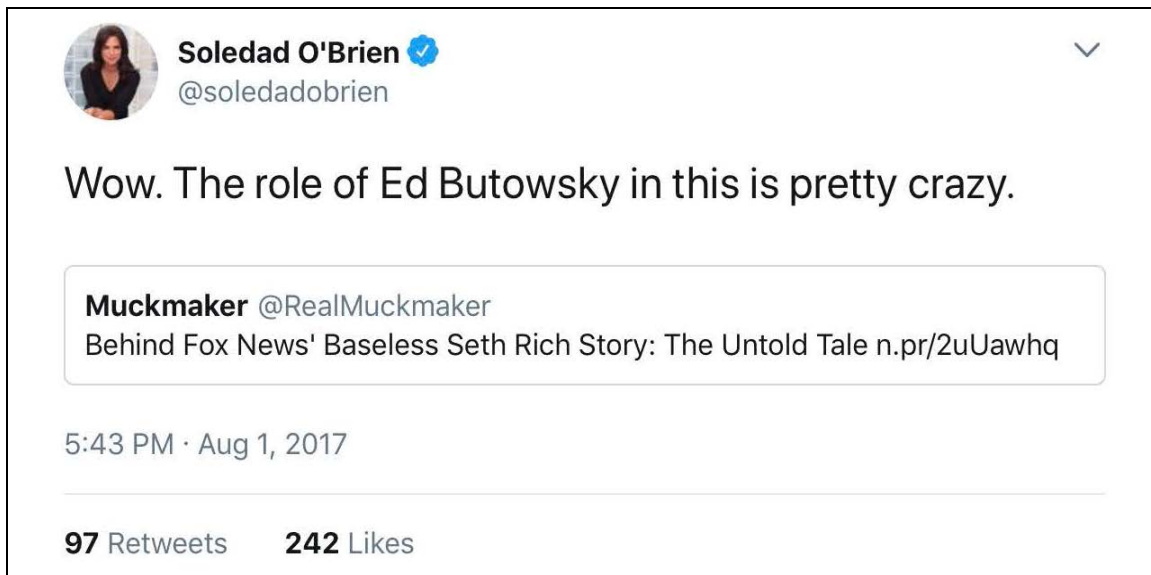 Soledad O'Brien
@soledadobrien
Wow. The role of Ed Butowsky in this is pretty crazy.
Muckmaker @RealMuckmaker
Behind Fox News' Baseless Seth Rich Story: The Untold Tale n.pr/2uUawhq
5:43 PM · Aug 1, 2017
97 Retweets 242 Likes